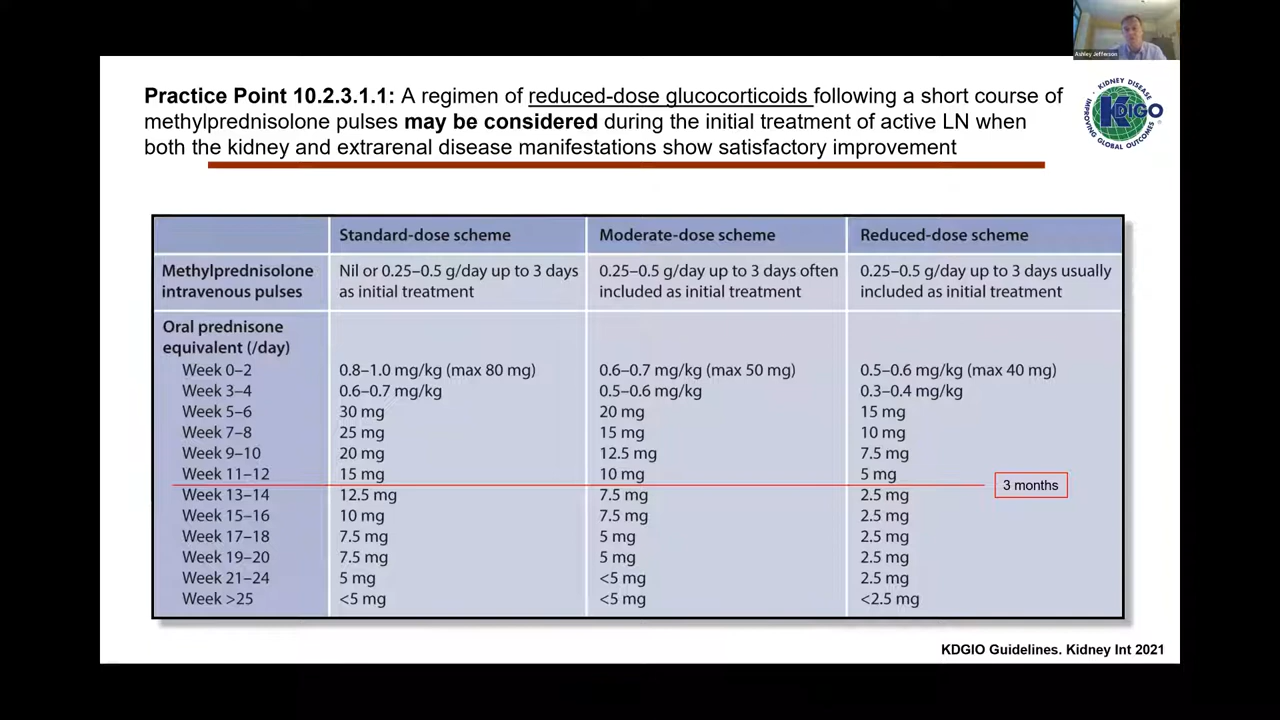 Ashley Jefferson
Practice Point 10.2.3.1.1: A regimen of reduced-dose glucocorticoids following a short course of
methylprednisolone pulses may be considered during the initial treatment of active LN when
both the kidney and extrarenal disease manifestations show satisfactory improvement
KIDNEY DISEASE
IMPROVING GLOBAL OUTCOMES
KDIGO
Standard-dose scheme Moderate-dose scheme Reduced-dose scheme
Methylprednisolone Nil or 0.25–0.5 g/day up to 3 days 0.25–0.5 g/day up to 3 days often 0.25–0.5 g/day up to 3 days usually
intravenous pulses as initial treatment included as initial treatment included as initial treatment
Oral prednisone
equivalent (/day)
Week 0–2 0.8–1.0 mg/kg (max 80 mg) 0.6–0.7 mg/kg (max 50 mg) 0.5–0.6 mg/kg (max 40 mg)
Week 3–4 0.6–0.7 mg/kg 0.5–0.6 mg/kg 0.3–0.4 mg/kg
Week 5–6 30 mg 20 mg 15 mg
Week 7–8 25 mg 15 mg 10 mg
Week 9–10 20 mg 12.5 mg 7.5 mg
Week 11–12 15 mg 10 mg 5 mg
3 months
Week 13–14 12.5 mg 7.5 mg 2.5 mg
Week 15–16 10 mg 7.5 mg 2.5 mg
Week 17–18 7.5 mg 5 mg 2.5 mg
Week 19–20 7.5 mg 5 mg 2.5 mg
Week 21–24 5 mg <5 mg 2.5 mg
Week >25 <5 mg <5 mg <2.5 mg
KDGIO Guidelines. Kidney Int 2021